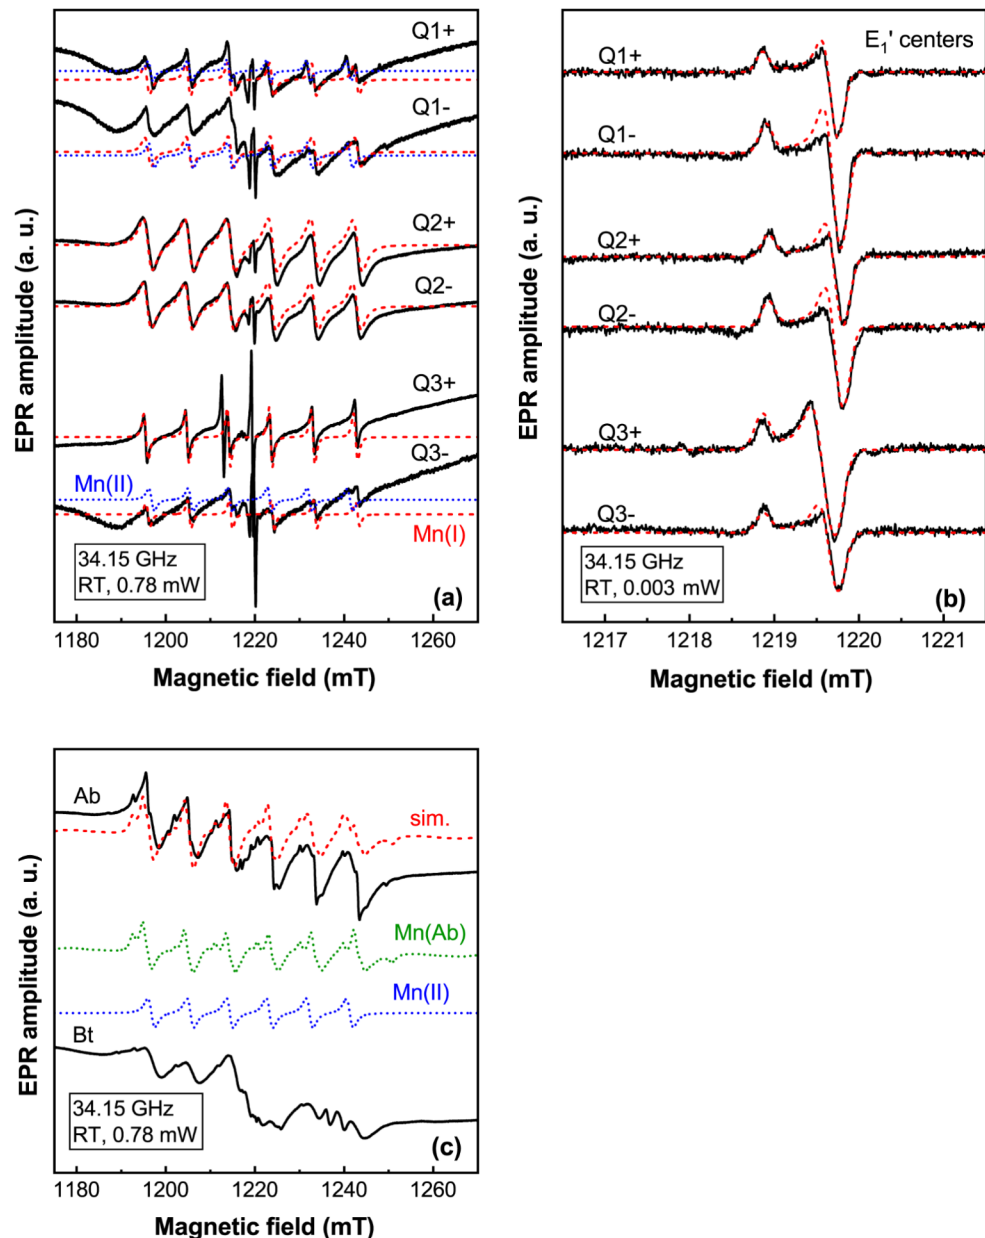 Q1+
Q1-
Q2+
Q2-
Q3+
Q3-
Mn(II)
Mn(I)
34.15 GHz
RT, 0.78 mW
(a)
1180 1200 1220 1240 1260
Magnetic field (mT)
EPR amplitude (a. u.)
E1' centers
Q1+
Q1-
Q2+
Q2-
Q3+
Q3-
34.15 GHz
RT, 0.003 mW
(b)
1217 1218 1219 1220 1221
Magnetic field (mT)
EPR amplitude (a. u.)
Ab
sim.
Mn(Ab)
Mn(II)
Bt
34.15 GHz
RT, 0.78 mW
(c)
1180 1200 1220 1240 1260
Magnetic field (mT)
EPR amplitude (a. u.)